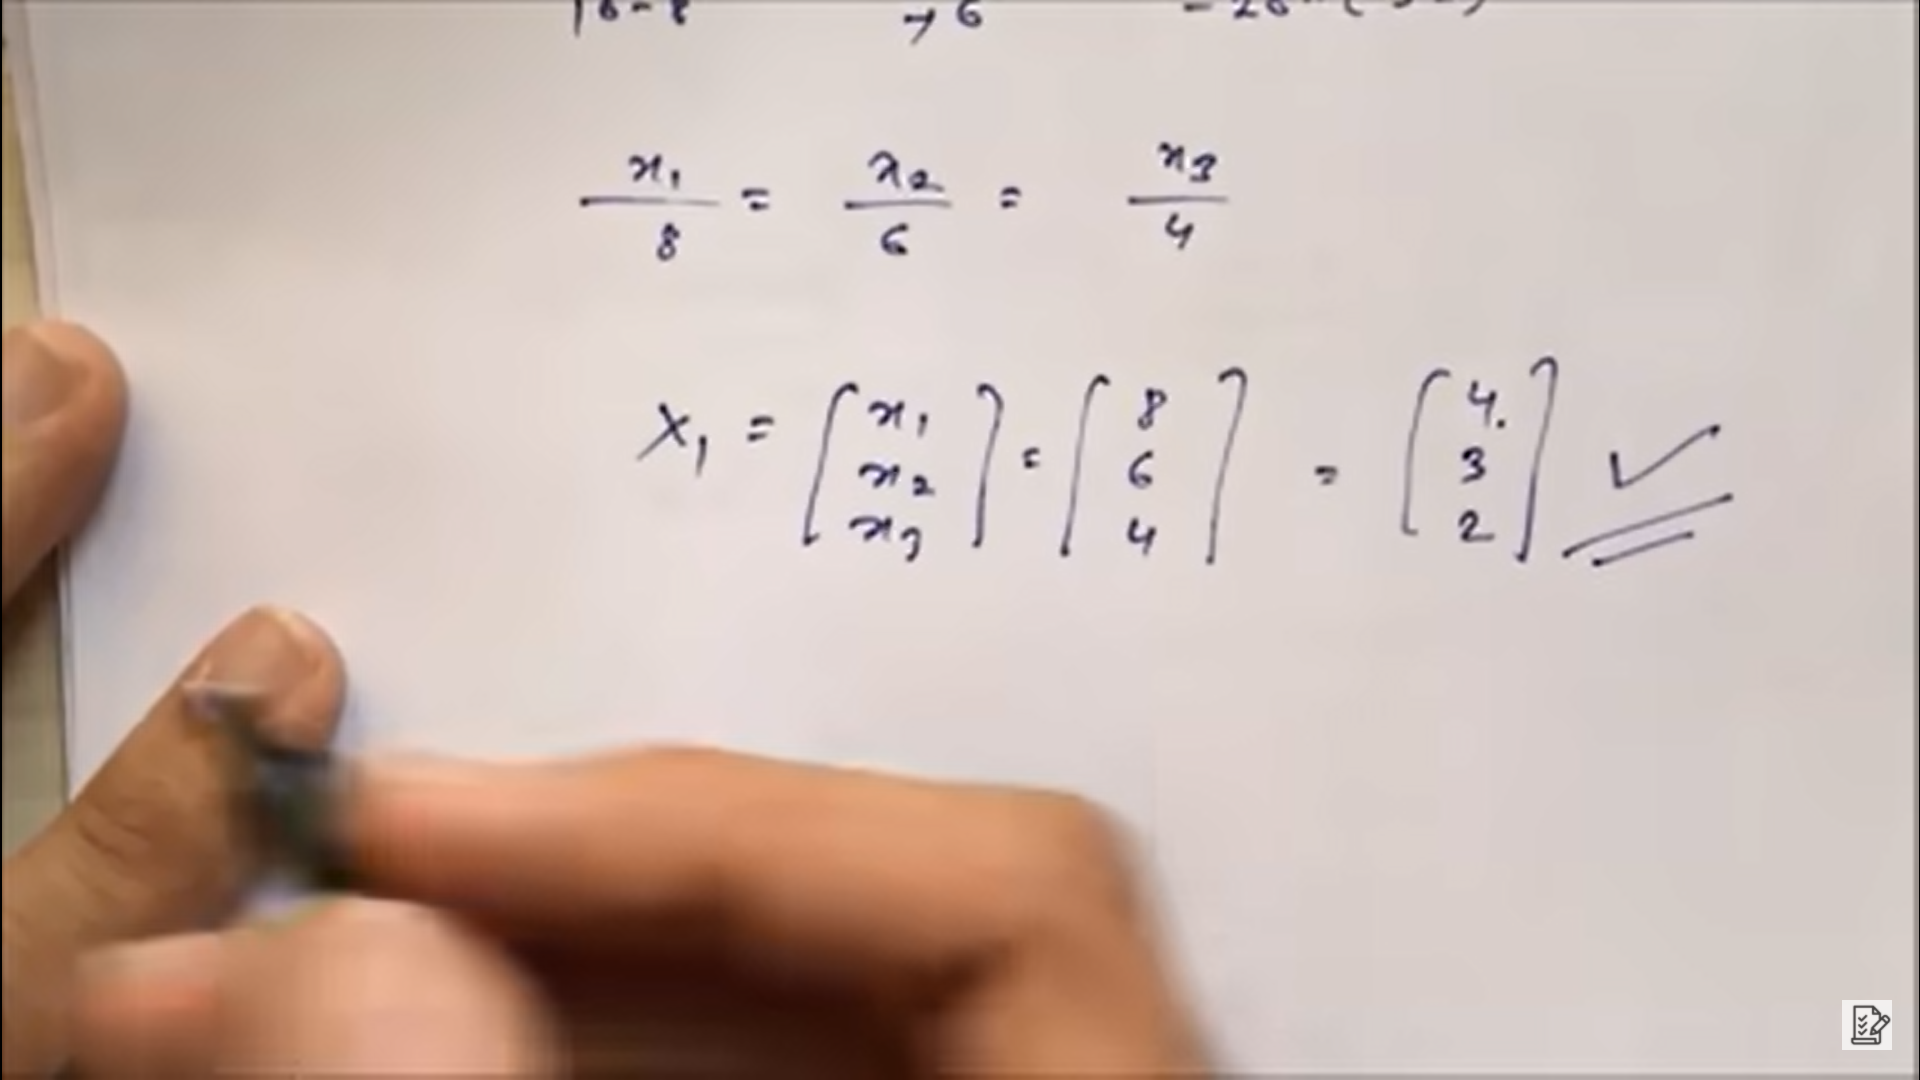 x₁/8 = x₂/6 = x₃/4
X₁ = [x₁ x₂ x₃] = [8 6 4] = [4. 3 2] ✓